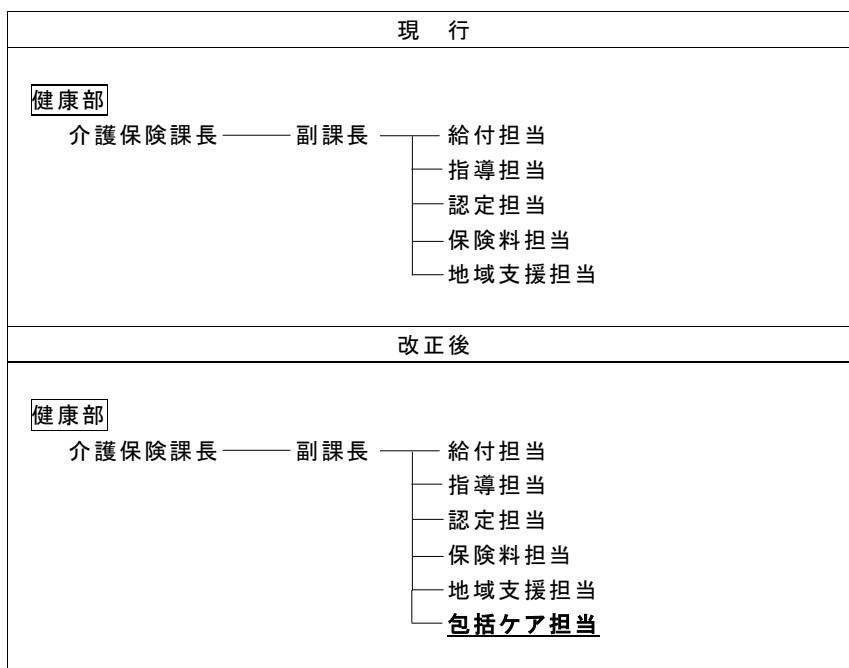 現 行
健康部
介護保険課長 副課長 給付担当
指導担当
認定担当
保険料担当
地域支援担当
改正後
健康部
介護保険課長 副課長 給付担当
指導担当
認定担当
保険料担当
地域支援担当
包括ケア担当